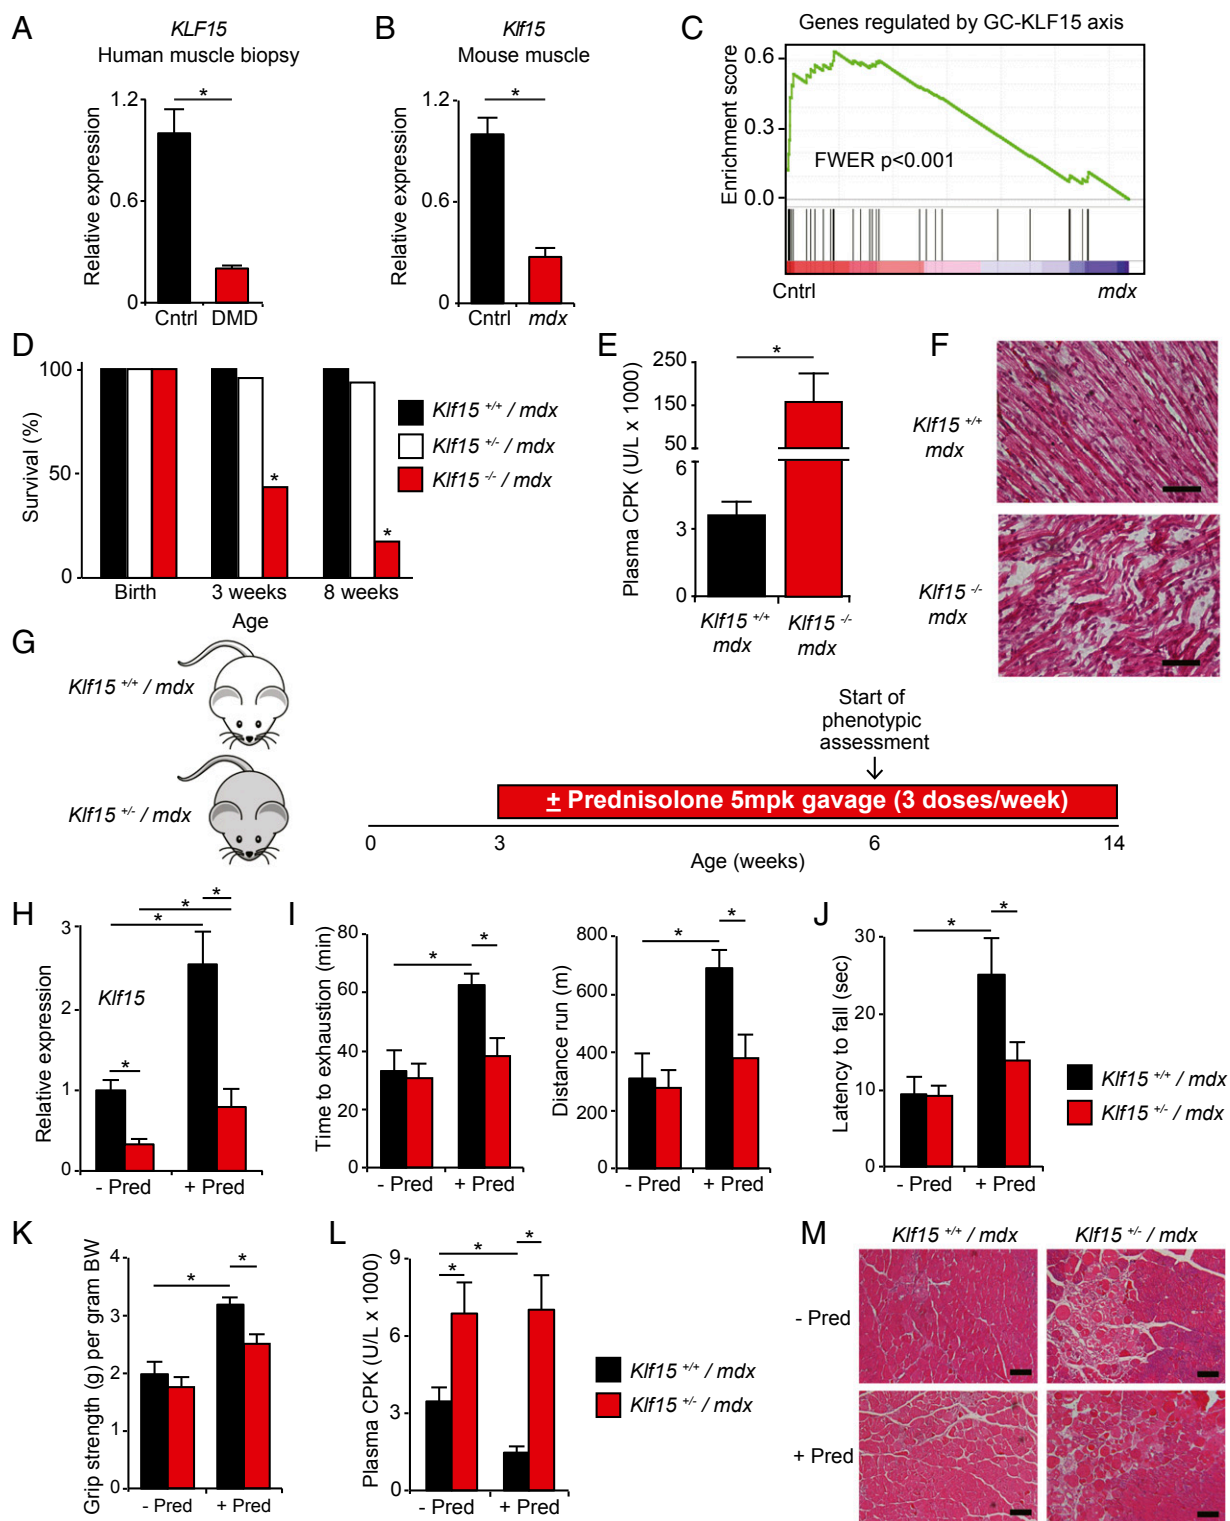 A
KLF15
Human muscle biopsy
Relative expression
1.2
0.6
0
*
Cntrl DMD
B
Klf15
Mouse muscle
Relative expression
1.2
0.6
0
*
Cntrl mdx
C
Genes regulated by GC-KLF15 axis
Enrichment score
0.6
0.3
0.0
FWER p<0.001
Cntrl mdx
D
Survival (%)
100
50
0
*
*
Birth 3 weeks 8 weeks
Age
Klf15 +/+ / mdx
Klf15 +/- / mdx
Klf15 -/- / mdx
E
Plasma CPK (U/L x 1000)
250
150
50
6
3
0
*
Klf15 +/+
mdx
Klf15 -/-
mdx
F
Klf15 +/+
mdx
Klf15 -/-
mdx
G
Klf15 +/+ / mdx
Klf15 +/- / mdx
Start of
phenotypic
assessment
± Prednisolone 5mpk gavage (3 doses/week)
0 3 6 14
Age (weeks)
H
Relative expression
3
2
1
0
Klf15
*
*
*
*
- Pred + Pred
I
Time to exhaustion (min)
80
60
40
20
0
*
*
- Pred + Pred
Distance run (m)
800
600
400
200
0
*
*
- Pred + Pred
J
Latency to fall (sec)
30
20
10
0
*
*
- Pred + Pred
Klf15 +/+ / mdx
Klf15 +/- / mdx
K
Grip strength (g) per gram BW
4
3
2
1
0
*
*
- Pred + Pred
L
Plasma CPK (U/L x 1000)
9
6
3
0
*
*
*
- Pred + Pred
Klf15 +/+ / mdx
Klf15 +/- / mdx
M
Klf15 +/+ / mdx Klf15 +/- / mdx
- Pred
+ Pred